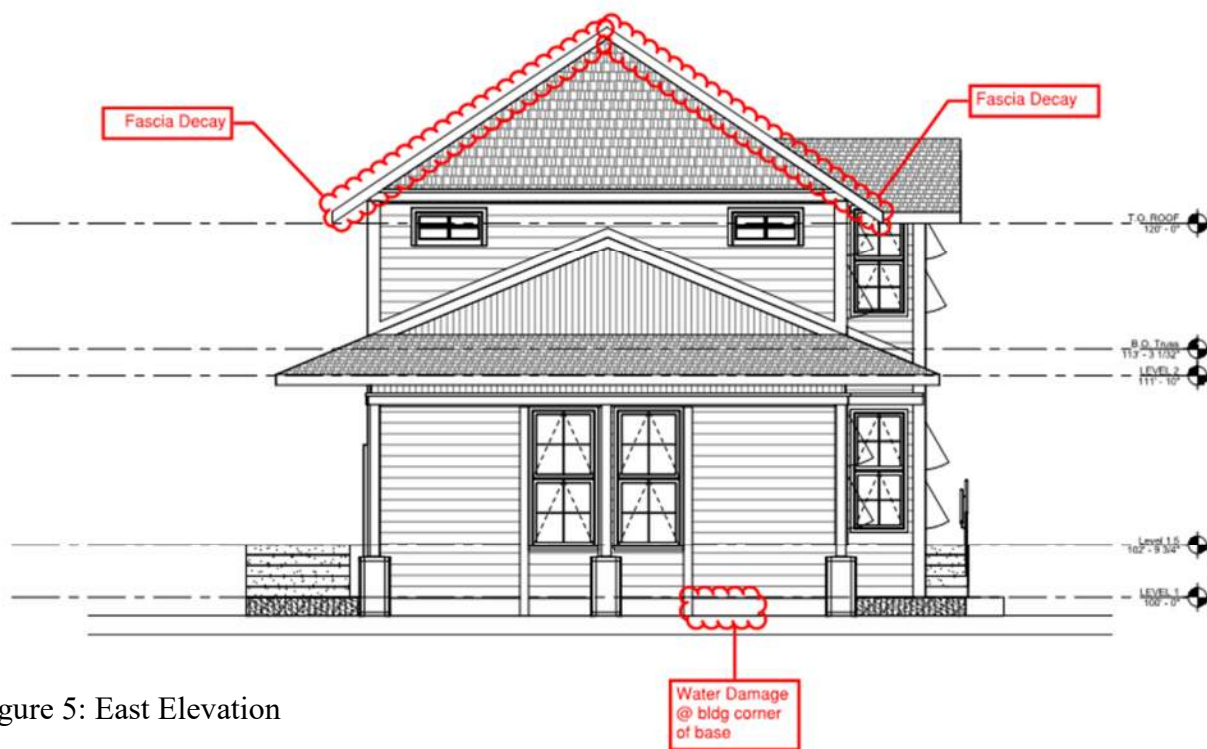 Fascia Decay
Fascia Decay
T.O. ROOF
120' - 0"
B.O. Truss
113' - 3 1/32"
LEVEL 2
111' - 10"
Level 1.5
102' - 9 3/4"
LEVEL 1
100' - 0"
Water Damage
@ bldg corner
of base
gure 5: East Elevation